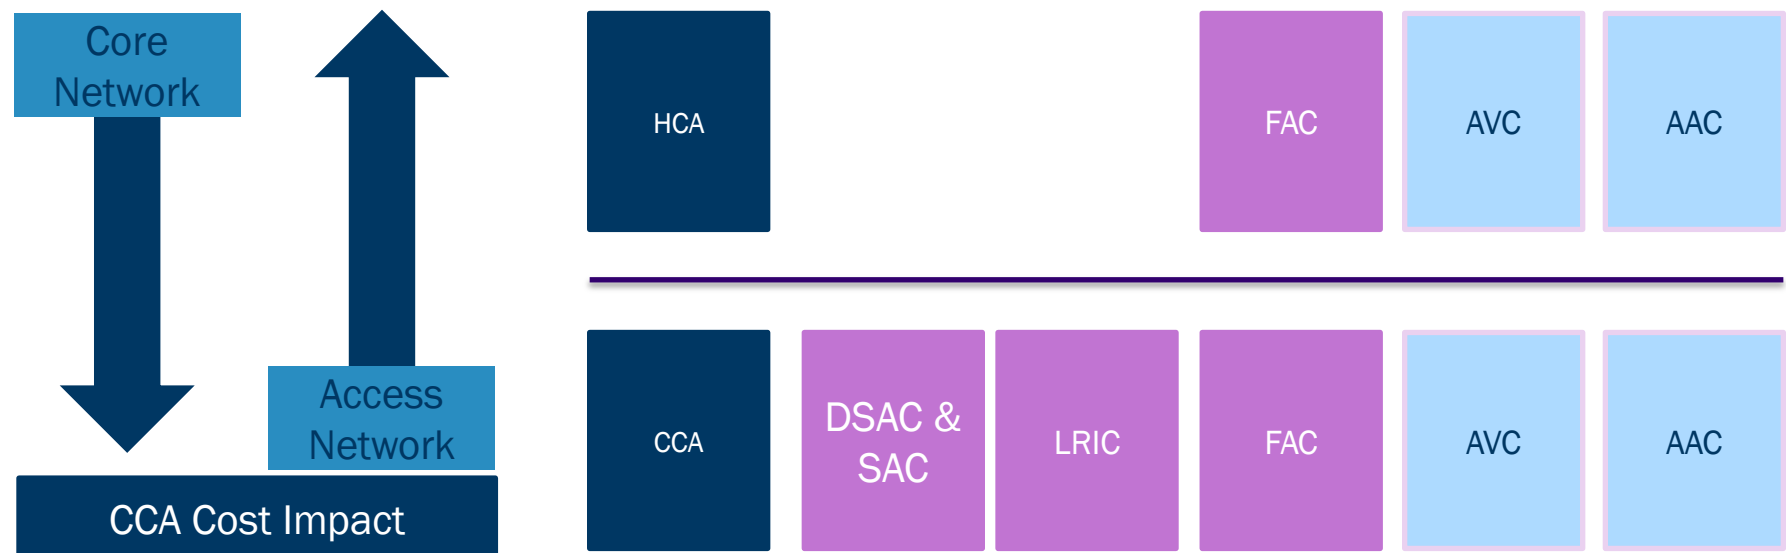 Core
Network
HCA
FAC
AVC
AAC
Access
Network
CCA Cost Impact
CCA
DSAC &
SAC
LRIC
FAC
AVC
AAC